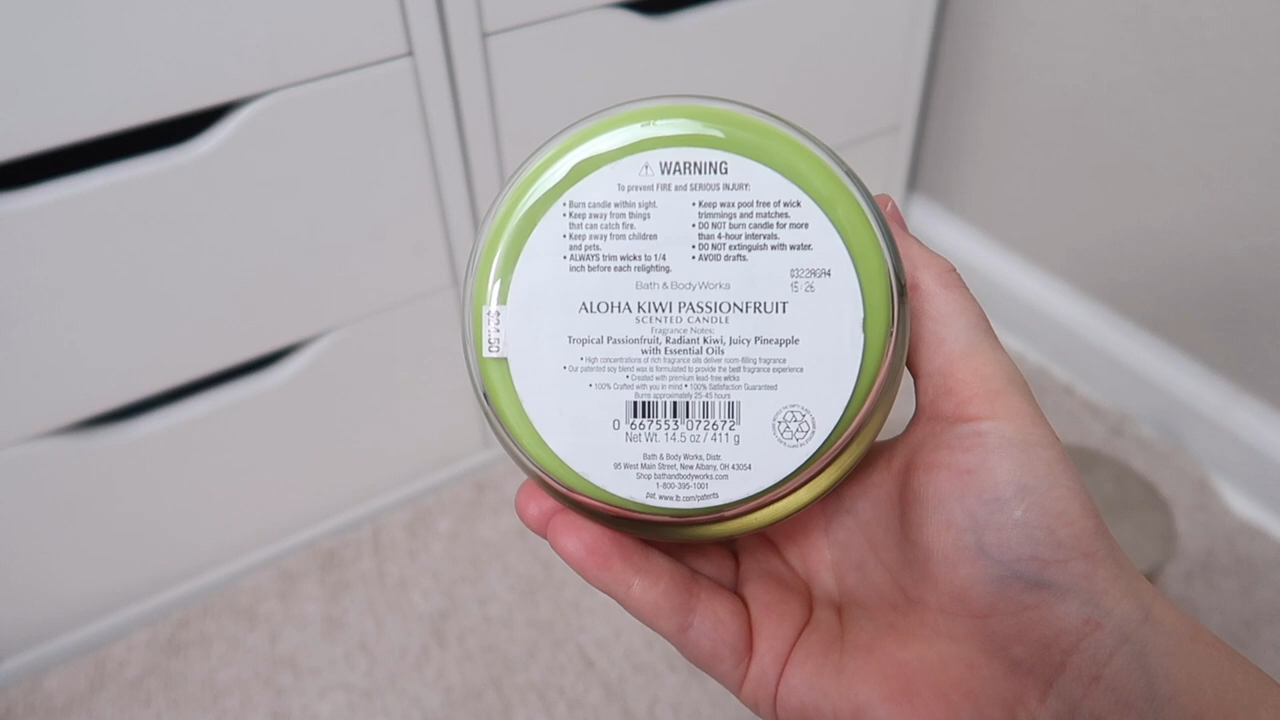 WARNING
To prevent FIRE and SERIOUS INJURY:
• Burn candle within sight.
• Keep away from things
that can catch fire.
• Keep away from children
and pets.
• ALWAYS trim wicks to 1/4
inch before each relighting.
• Keep wax pool free of wick
trimmings and matches.
• DO NOT burn candle for more
than 4-hour intervals.
• DO NOT extinguish with water.
• AVOID drafts.
0322AGA4
15:26
Bath & Body Works
ALOHA KIWI PASSIONFRUIT
SCENTED CANDLE
Fragrance Notes:
Tropical Passionfruit, Radiant Kiwi, Juicy Pineapple
with Essential Oils
• High concentrations of rich fragrance oils deliver room-filling fragrance
• Our patented soy blend wax is formulated to provide the best fragrance experience
• Created with premium lead-free wicks
• 100% Crafted with you in mind • 100% Satisfaction Guaranteed
Burns approximately 25-45 hours
0 667553 072672
Net Wt. 14.5 oz / 411 g
Bath & Body Works, Distr.
95 West Main Street, New Albany, OH 43054
Shop bathandbodyworks.com
1-800-395-1001
pat. www.lb.com/patents
$24.50